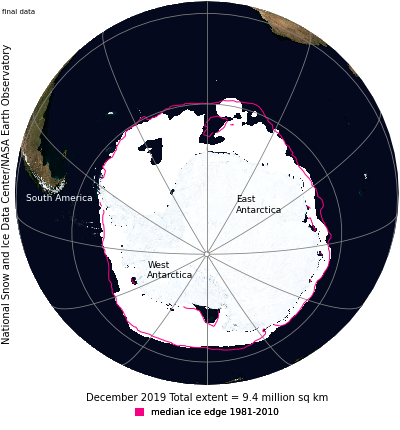 final data
National Snow and Ice Data Center/NASA Earth Observatory
South America
East
Antarctica
West
Antarctica
December 2019 Total extent = 9.4 million sq km
median ice edge 1981-2010